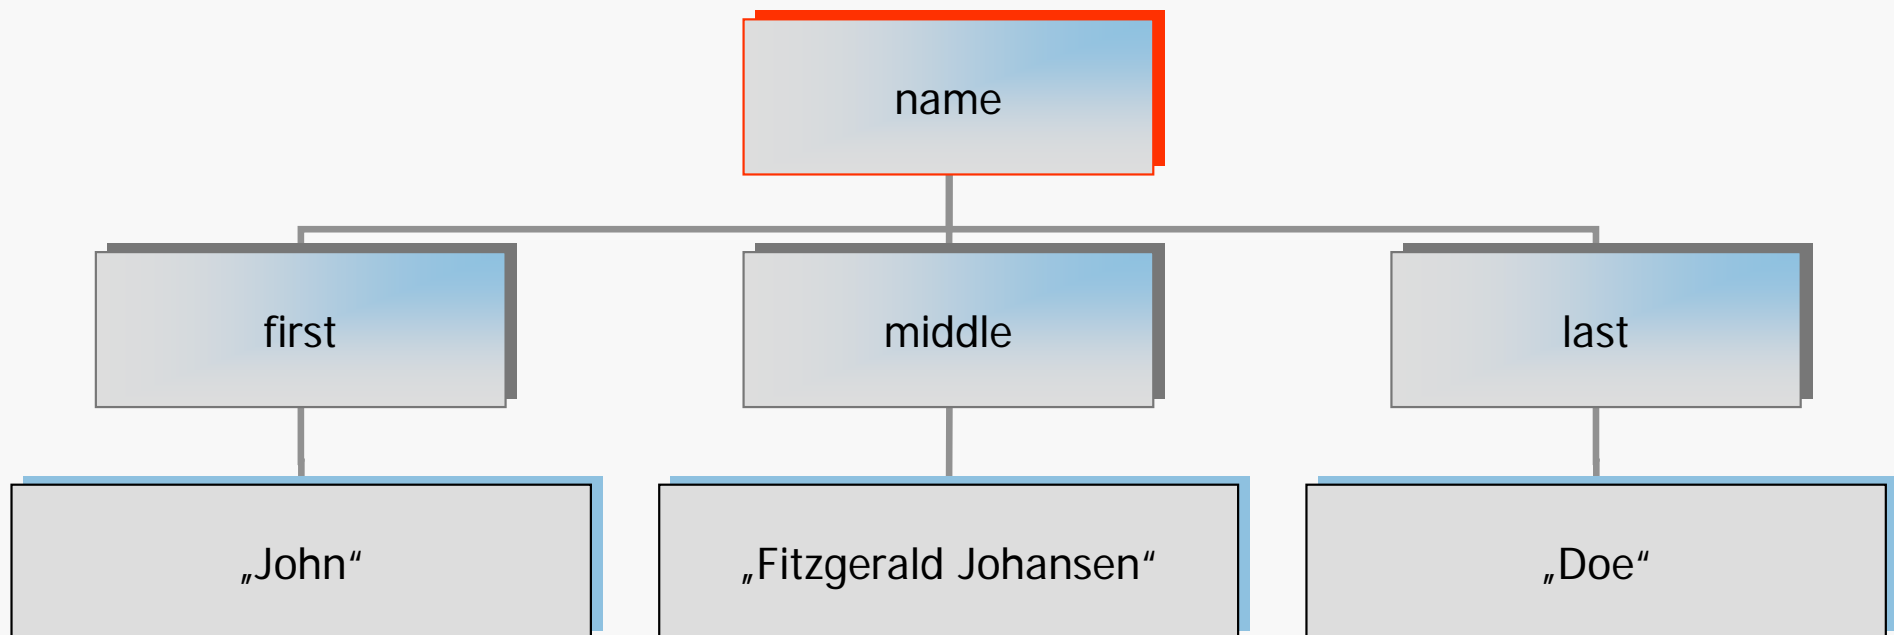 name
first
middle
last
„John“
„Fitzgerald Johansen“
„Doe“